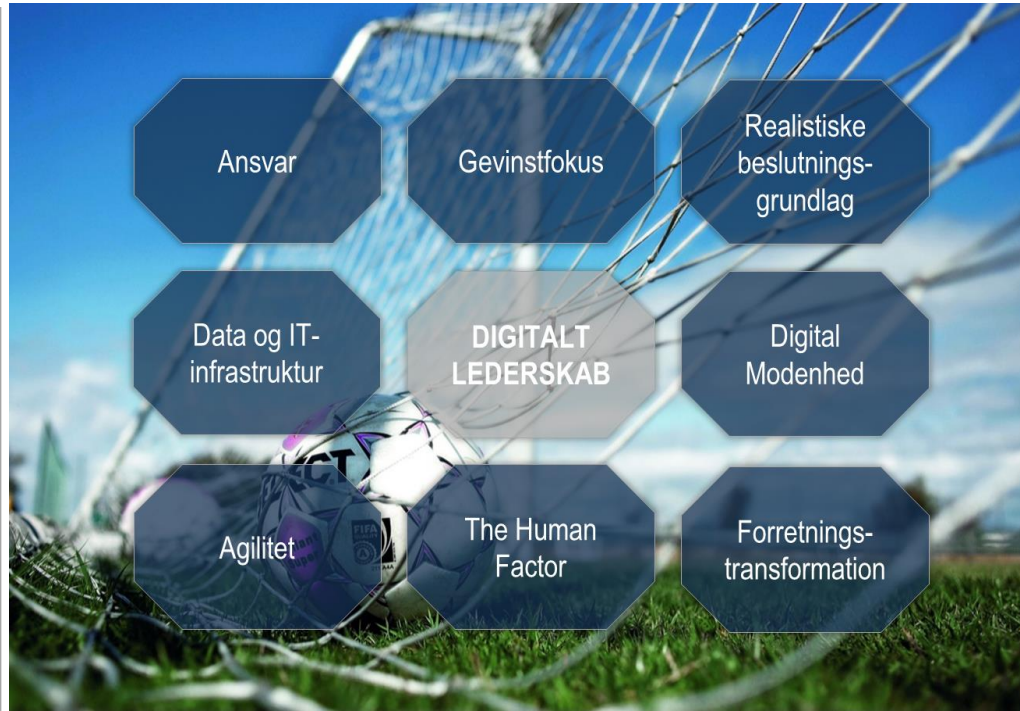 Ansvar
Gevinstfokus
Realistiske
beslutnings-
grundlag
Data og IT-
infrastruktur
DIGITALT
LEDERSKAB
Digital
Modenhed
Agilitet
The Human
Factor
Forretnings-
transformation
FIFA